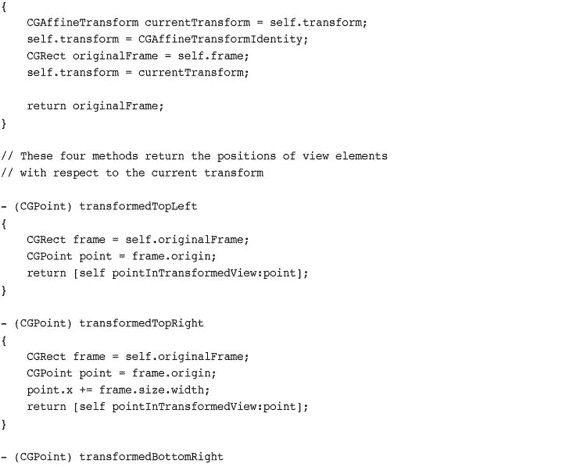 {
    CGAffineTransform currentTransform = self.transform;
    self.transform = CGAffineTransformIdentity;
    CGRect originalFrame = self.frame;
    self.transform = currentTransform;

    return originalFrame;
}

// These four methods return the positions of view elements
// with respect to the current transform

- (CGPoint) transformedTopLeft
{
    CGRect frame = self.originalFrame;
    CGPoint point = frame.origin;
    return [self pointInTransformedView:point];
}

- (CGPoint) transformedTopRight
{
    CGRect frame = self.originalFrame;
    CGPoint point = frame.origin;
    point.x += frame.size.width;
    return [self pointInTransformedView:point];
}

- (CGPoint) transformedBottomRight